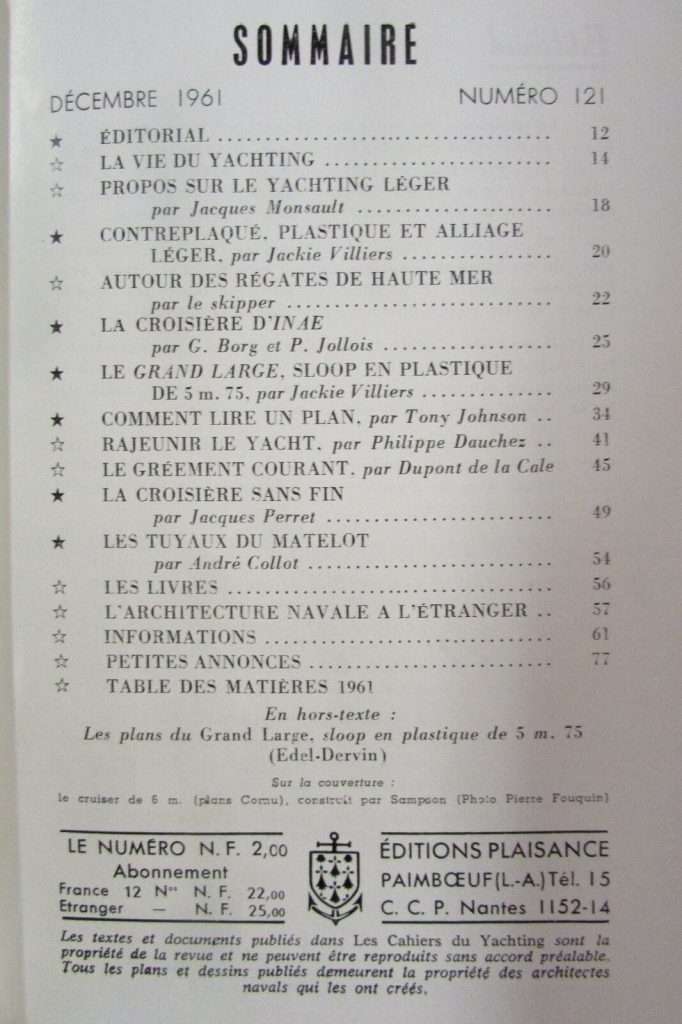 SOMMAIRE
DÉCEMBRE 1961 NUMÉRO 121
★ ÉDITORIAL ........ 12
☆ LA VIE DU YACHTING ........ 14
☆ PROPOS SUR LE YACHTING LÉGER
par Jacques Monsault ........ 18
★ CONTREPLAQUÉ, PLASTIQUE ET ALLIAGE
LÉGER, par Jackie Villiers ........ 20
☆ AUTOUR DES RÉGATES DE HAUTE MER
par le skipper ........ 22
★ LA CROISIÈRE D'INAE
par G. Borg et P. Jollois ........ 25
★ LE GRAND LARGE, SLOOP EN PLASTIQUE
DE 5 m. 75, par Jackie Villiers ........ 29
★ COMMENT LIRE UN PLAN, par Tony Johnson .. 34
☆ RAJEUNIR LE YACHT, par Philippe Dauchez .. 41
☆ LE GRÉEMENT COURANT, par Dupont de la Cale 45
★ LA CROISIÈRE SANS FIN
par Jacques Perret ........ 49
★ LES TUYAUX DU MATELOT
par André Collot ........ 54
☆ LES LIVRES ........ 56
☆ L'ARCHITECTURE NAVALE A L'ÉTRANGER .. 57
☆ INFORMATIONS ........ 61
☆ PETITES ANNONCES ........ 77
☆ TABLE DES MATIÈRES 1961
En hors-texte :
Les plans du Grand Large, sloop en plastique de 5 m. 75
(Edel-Dervin)
Sur la couverture :
le cruiser de 6 m. (plans Cornu), construit par Sampson (Photo Pierre Fouquin)
LE NUMÉRO N. F. 2,00
Abonnement
France 12 Nos N. F. 22,00
Etranger — N. F. 25,00
ÉDITIONS PLAISANCE
PAIMBŒUF (L.-A.) Tél. 15
C. C. P. Nantes 1152-14
Les textes et documents publiés dans Les Cahiers du Yachting sont la
propriété de la revue et ne peuvent être reproduits sans accord préalable.
Tous les plans et dessins publiés demeurent la propriété des architectes
navals qui les ont créés.